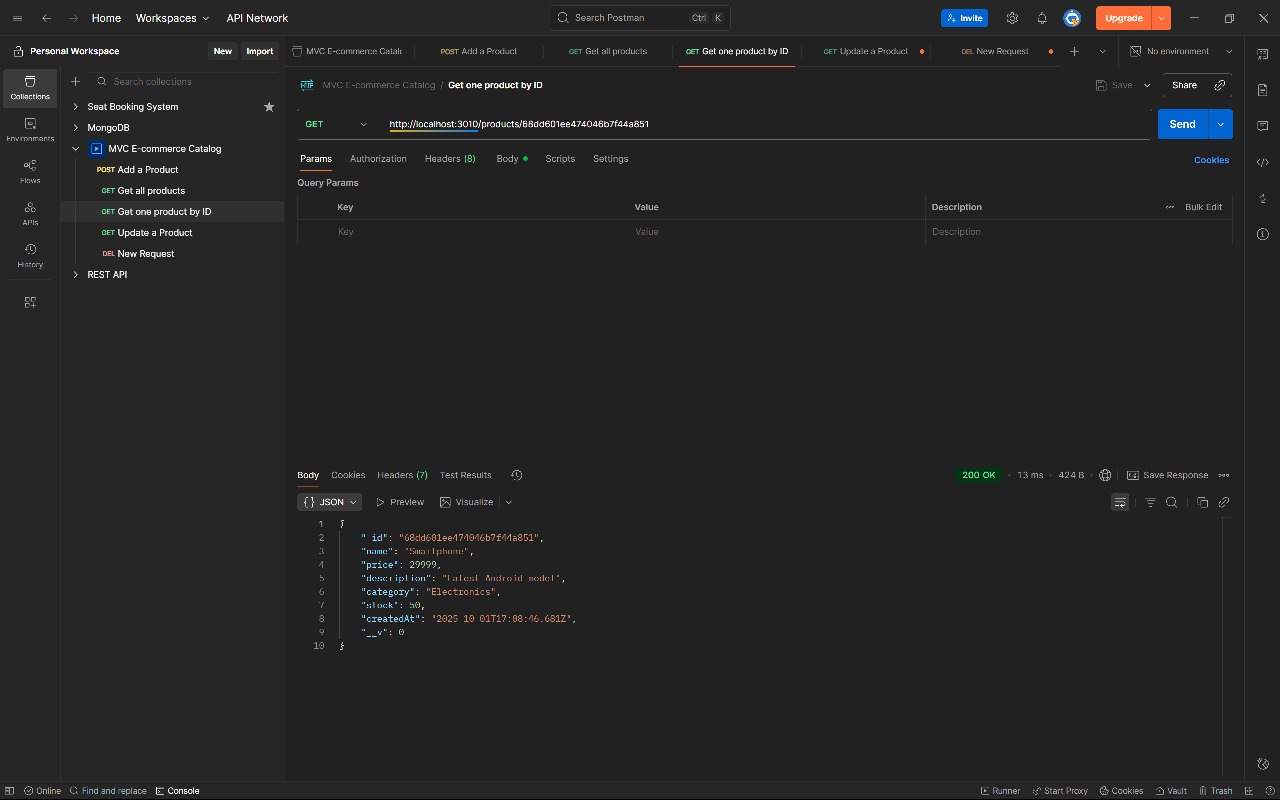 Home Workspaces API Network Search Postman Ctrl K Invite Upgrade
Personal Workspace New Import
MVC E-commerce Catalc POST Add a Product GET Get all products GET Get one product by ID GET Update a Product DEL New Request No environment
Collections
Environments
Flows
APIs
History
Search collections
Seat Booking System
MongoDB
MVC E-commerce Catalog
POST Add a Product
GET Get all products
GET Get one product by ID
GET Update a Product
DEL New Request
REST API
HTTP MVC E-commerce Catalog / Get one product by ID Save Share
GET http://localhost:3010/products/68dd601ee474046b7f44a851 Send
Params Authorization Headers (8) Body Scripts Settings Cookies
Query Params
Key Value Description Bulk Edit
Key Value Description
Body Cookies Headers (7) Test Results 200 OK 13 ms 424 B Save Response
{ } JSON Preview Visualize
1 {
2 "_id": "68dd601ee474046b7f44a851",
3 "name": "Smartphone",
4 "price": 29999,
5 "description": "Latest Android model",
6 "category": "Electronics",
7 "stock": 50,
8 "createdAt": "2025-10-01T17:08:46.681Z",
9 "__v": 0
10 }
Online Find and replace Console Runner Start Proxy Cookies Vault Trash